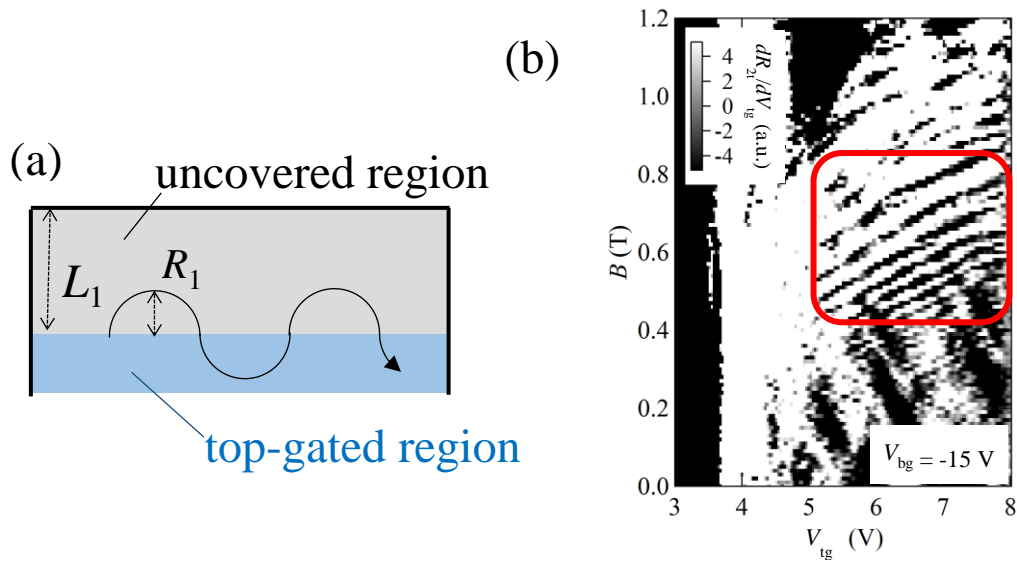 (a)
uncovered region
L1
R1
top-gated region
(b)
1.2
1.0
0.8
0.6
0.4
0.2
0.0
B (T)
4
2
0
-2
-4
dR2t/dVtg (a.u.)
Vbg = -15 V
3 4 5 6 7 8
Vtg (V)